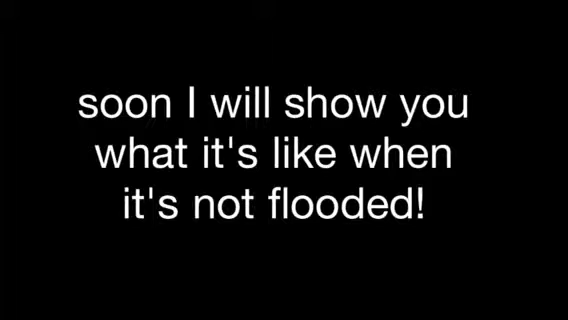 soon I will show you
what it's like when
it's not flooded!